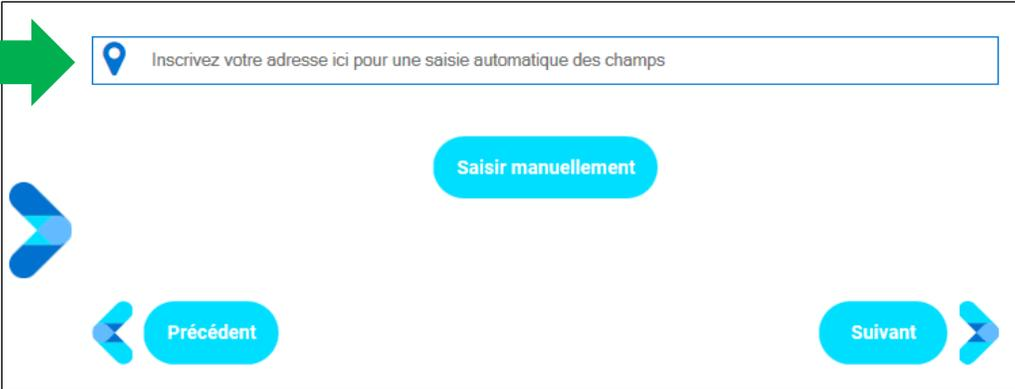 Inscrivez votre adresse ici pour une saisie automatique des champs
Saisir manuellement
Précédent
Suivant